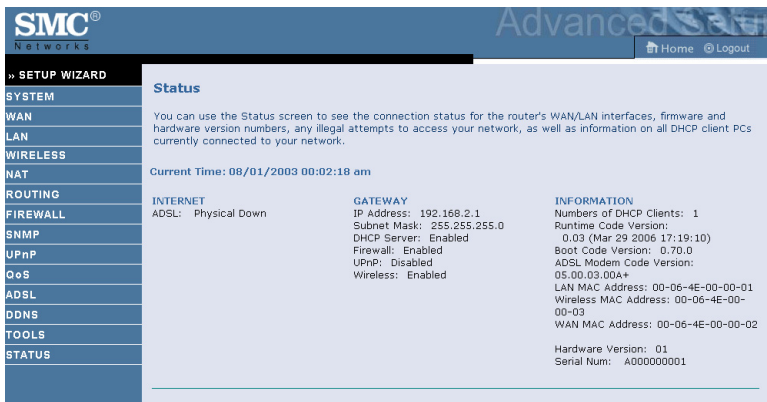 SMC®
Networks
Advanced Setup
Home Logout
» SETUP WIZARD
SYSTEM
WAN
LAN
WIRELESS
NAT
ROUTING
FIREWALL
SNMP
UPnP
QoS
ADSL
DDNS
TOOLS
STATUS
Status
You can use the Status screen to see the connection status for the router's WAN/LAN interfaces, firmware and
hardware version numbers, any illegal attempts to access your network, as well as information on all DHCP client PCs
currently connected to your network.
Current Time: 08/01/2003 00:02:18 am
INTERNET
ADSL: Physical Down
GATEWAY
IP Address: 192.168.2.1
Subnet Mask: 255.255.255.0
DHCP Server: Enabled
Firewall: Enabled
UPnP: Disabled
Wireless: Enabled
INFORMATION
Numbers of DHCP Clients: 1
Runtime Code
Version:
0.03 (Mar 29 2006 17:19:10)
Boot Code Version: 0.70.0
ADSL Modem Code Version:
05.00.03.00A+
LAN MAC Address: 00-06-4E-00-00-01
Wireless MAC Address: 00-06-4E-00-
00-03
WAN MAC Address: 00-06-4E-00-00-02
Hardware Version: 01
Serial Num: A000000001